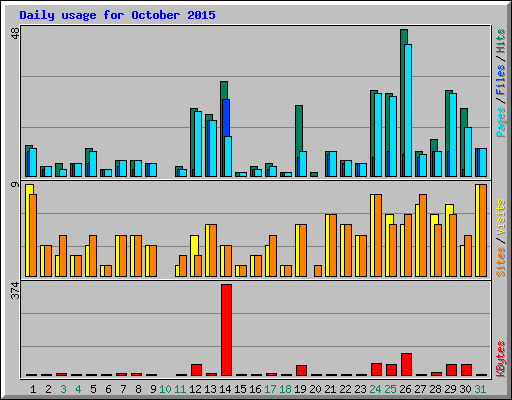 Daily usage for October 2015
48
Pages / Files / Hits
9
Sites / Visits
374
KBytes
1 2 3 4 5 6 7 8 9 10 11 12 13 14 15 16 17 18 19 20 21 22 23 24 25 26 27 28 29 30 31